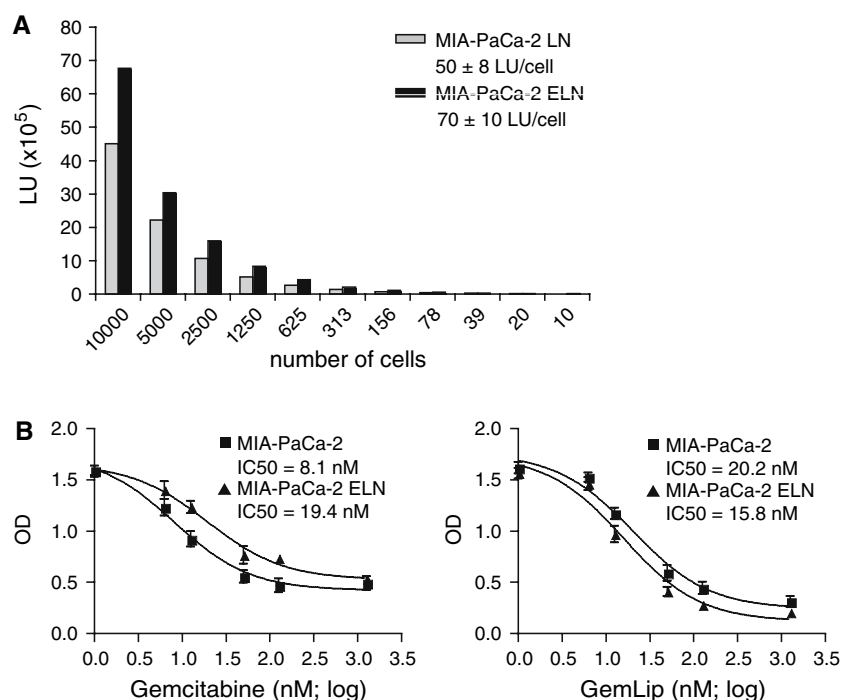 A
LU (x10⁵)
80
70
60
50
40
30
20
10
0
MIA-PaCa-2 LN
50 ± 8 LU/cell
MIA-PaCa-2 ELN
70 ± 10 LU/cell
10000 5000 2500 1250 625 313 156 78 39 20 10
number of cells
B
OD
2.0
1.5
1.0
0.5
0.0
MIA-PaCa-2
IC50 = 8.1 nM
MIA-PaCa-2 ELN
IC50 = 19.4 nM
0.0 0.5 1.0 1.5 2.0 2.5 3.0 3.5
Gemcitabine (nM; log)
OD
2.0
1.5
1.0
0.5
0.0
MIA-PaCa-2
IC50 = 20.2 nM
MIA-PaCa-2 ELN
IC50 = 15.8 nM
0.0 0.5 1.0 1.5 2.0 2.5 3.0 3.5
GemLip (nM; log)